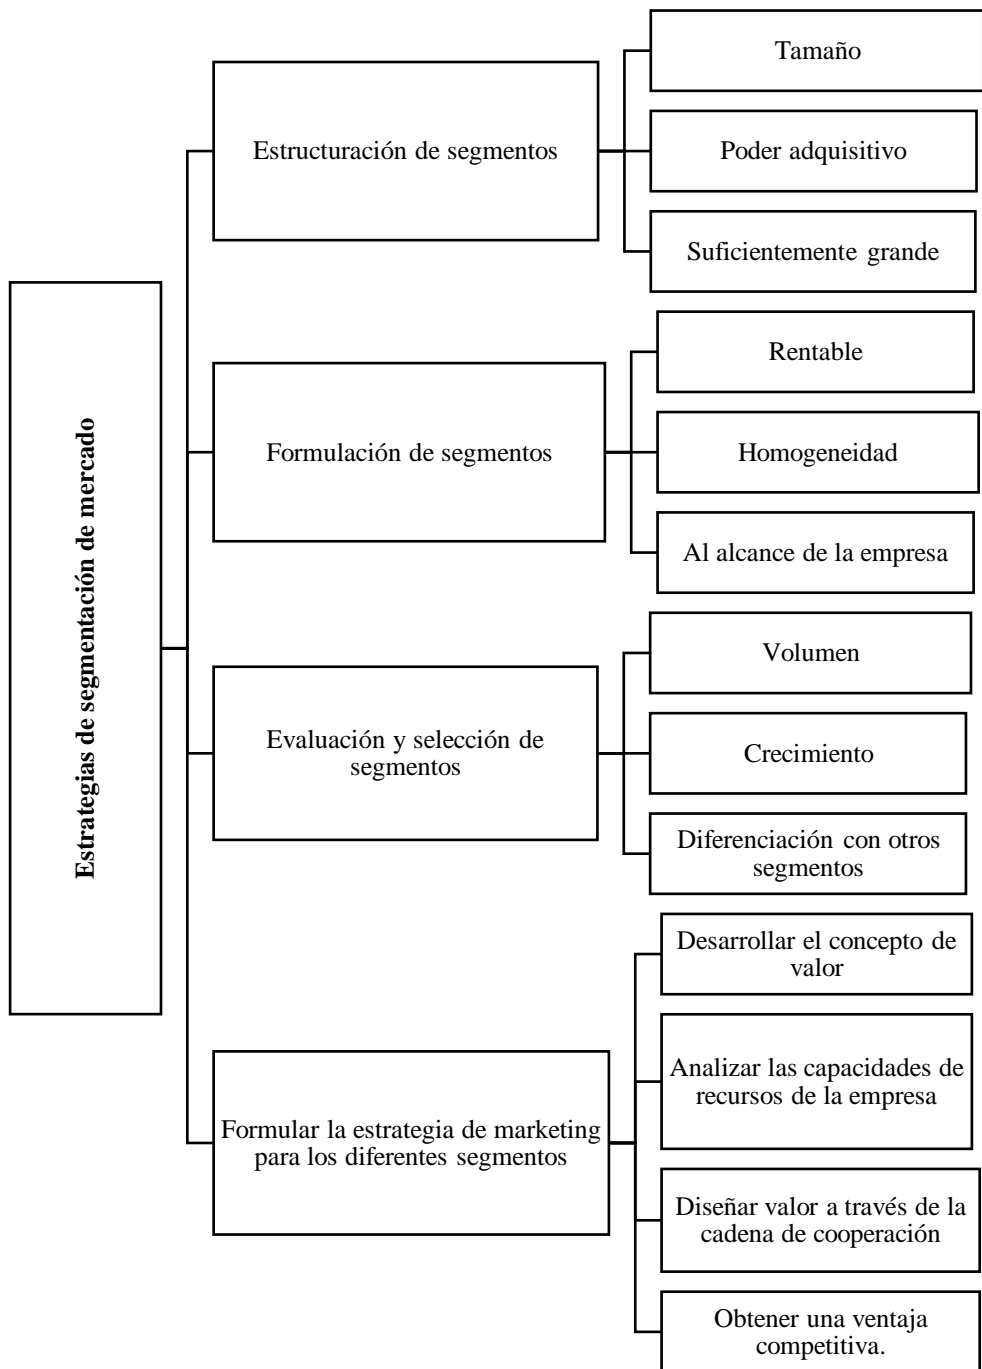 Estrategias de segmentación de mercado
Estructuración de segmentos
Tamaño
Poder adquisitivo
Suficientemente grande
Formulación de segmentos
Rentable
Homogeneidad
Al alcance de la empresa
Evaluación y selección de
segmentos
Volumen
Crecimiento
Diferenciación con otros
segmentos
Formular la estrategia de marketing
para los diferentes segmentos
Desarrollar el concepto de
valor
Analizar las capacidades de
recursos de la empresa
Diseñar valor a través de la
cadena de cooperación
Obtener una ventaja
competitiva.